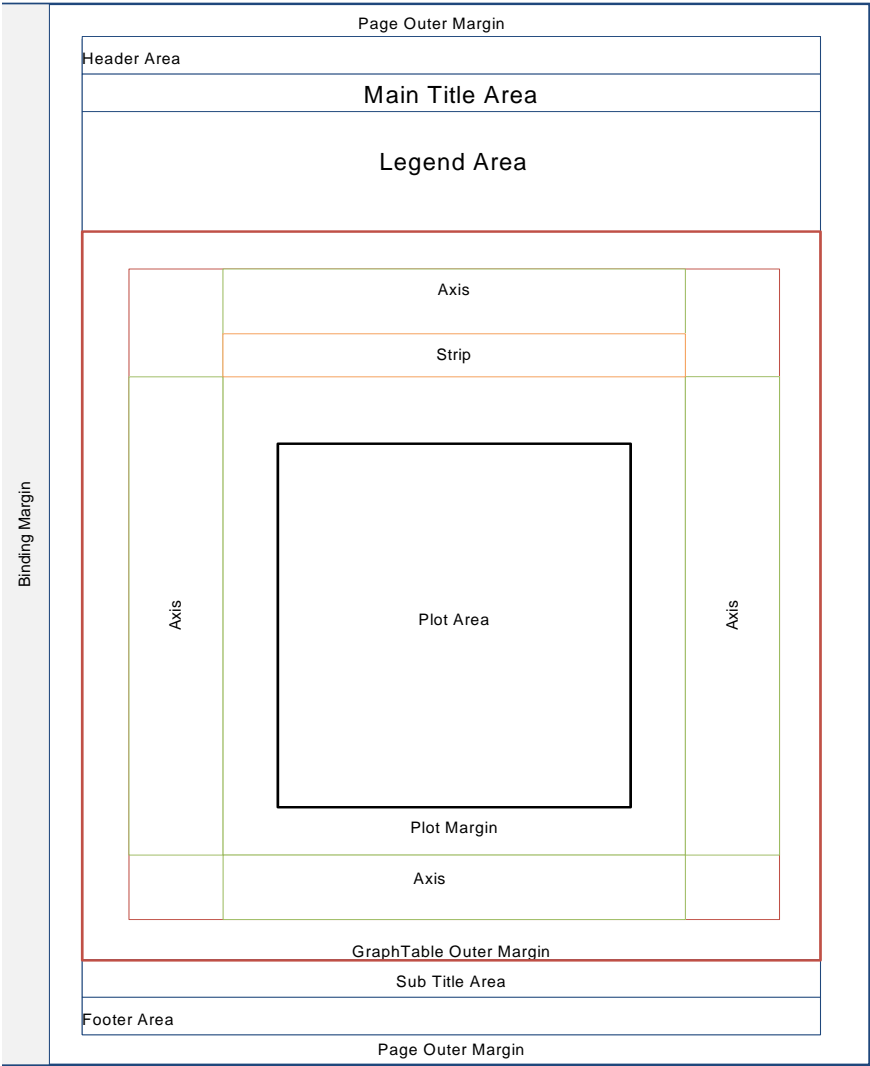 Page Outer Margin
Header Area
Main Title Area
Legend Area
Axis
Strip
Binding Margin
Axis
Plot Area
Axis
Plot Margin
Axis
GraphTable Outer Margin
Sub Title Area
Footer Area
Page Outer Margin